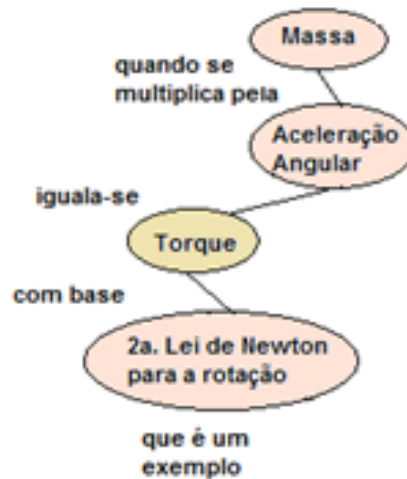 Massa
quando se
multiplica pela
Aceleração
Angular
iguala-se
Torque
com base
2a. Lei de Newton
para a rotação
que é um
exemplo